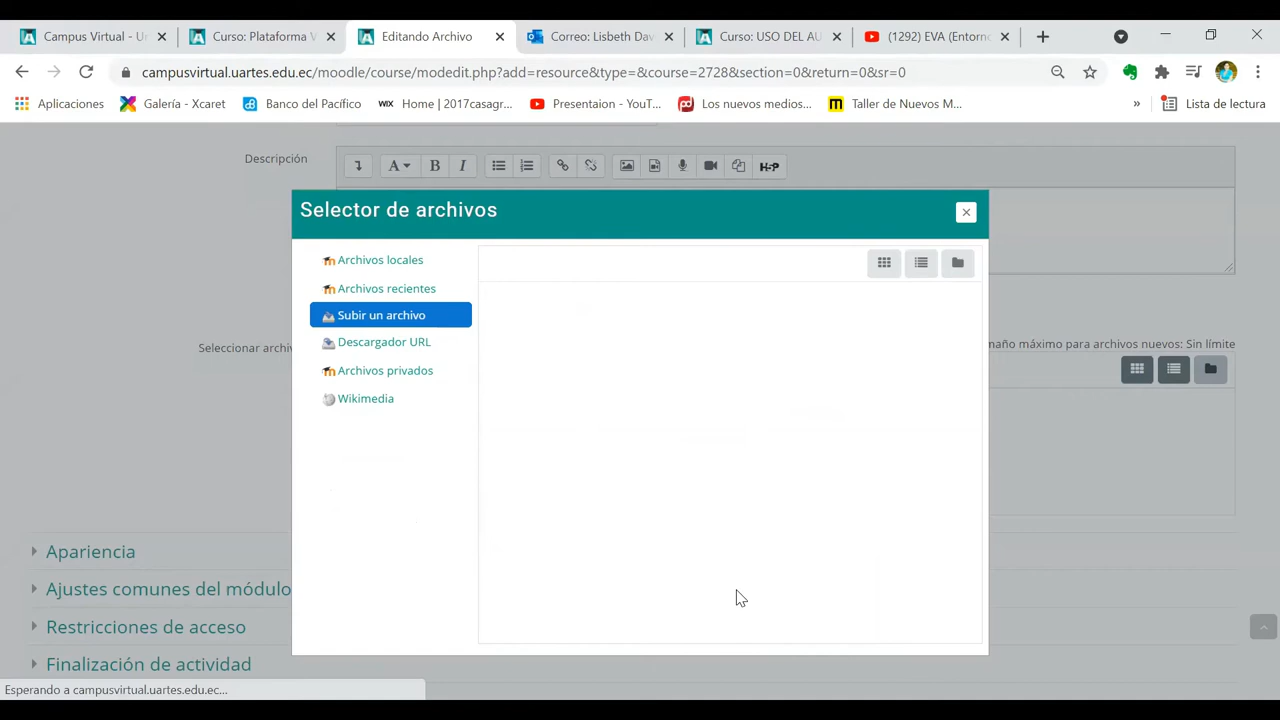 Campus Virtual - Ur
Curso: Plataforma V
Editando Archivo
Correo: Lisbeth Dav
Curso: USO DEL AU
(1292) EVA (Entorno
campusvirtual.uartes.edu.ec/moodle/course/modedit.php?add=resource&type=&course=2728&section=0&return=0&sr=0
Aplicaciones
Galería - Xcaret
Banco del Pacífico
WIX
Home | 2017casagr...
Presentaion - YouT...
Los nuevos medios...
Taller de Nuevos M...
»
Lista de lectura
Descripción
A B I H-P
Selector de archivos
Archivos locales
Archivos recientes
Subir un archivo
Descargador URL
Archivos privados
Wikimedia
Seleccionar archiv
maño máximo para archivos nuevos: Sin límite
Apariencia
Ajustes comunes del módulo
Restricciones de acceso
Finalización de actividad
Esperando a campusvirtual.uartes.edu.ec...